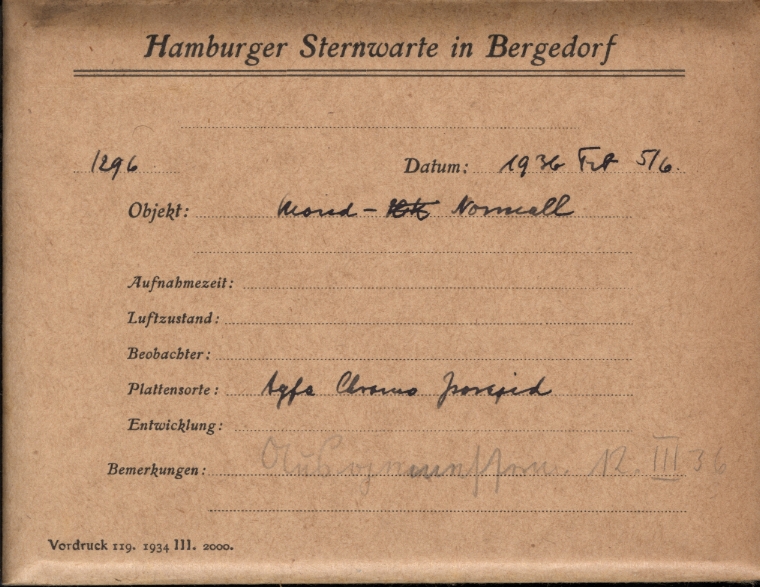 Hamburger Sternwarte in Bergedorf
1296 Datum: 1936 5/6.
Objekt: Mond - Normal
Aufnahmezeit:
Luftzustand:
Beobachter:
Plattensorte: Agfa Chromo Isorapid
Entwicklung:
Bemerkungen: 12. III 36
Vordruck 119. 1934 III. 2000.